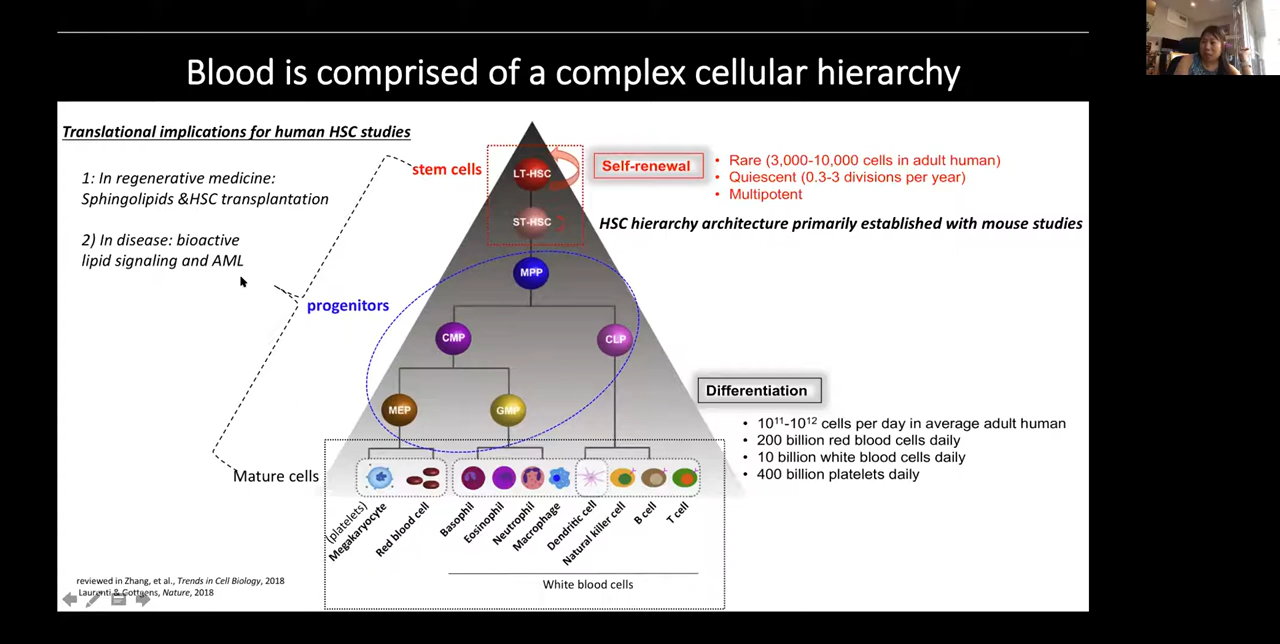 Blood is comprised of a complex cellular hierarchy
Translational implications for human HSC studies
1: In regenerative medicine:
Sphingolipids &HSC transplantation
2) In disease: bioactive
lipid signaling and AML
stem cells
progenitors
Mature cells
LT-HSC
ST-HSC
MPP
CMP
CLP
MEP
GMP
Self-renewal
• Rare (3,000-10,000 cells in adult human)
• Quiescent (0.3-3 divisions per year)
• Multipotent
HSC hierarchy architecture primarily established with mouse studies
Differentiation
• 10¹¹-10¹² cells per day in average adult human
• 200 billion red blood cells daily
• 10 billion white blood cells daily
• 400 billion platelets daily
(platelets)
Megakaryocyte
Red blood cell
Basophil
Eosinophil
Neutrophil
Macrophage
Dendritic cell
Natural killer cell
B cell
T cell
White blood cells
reviewed in Zhang, et al., Trends in Cell Biology, 2018
Laurenti & Gottgens, Nature, 2018